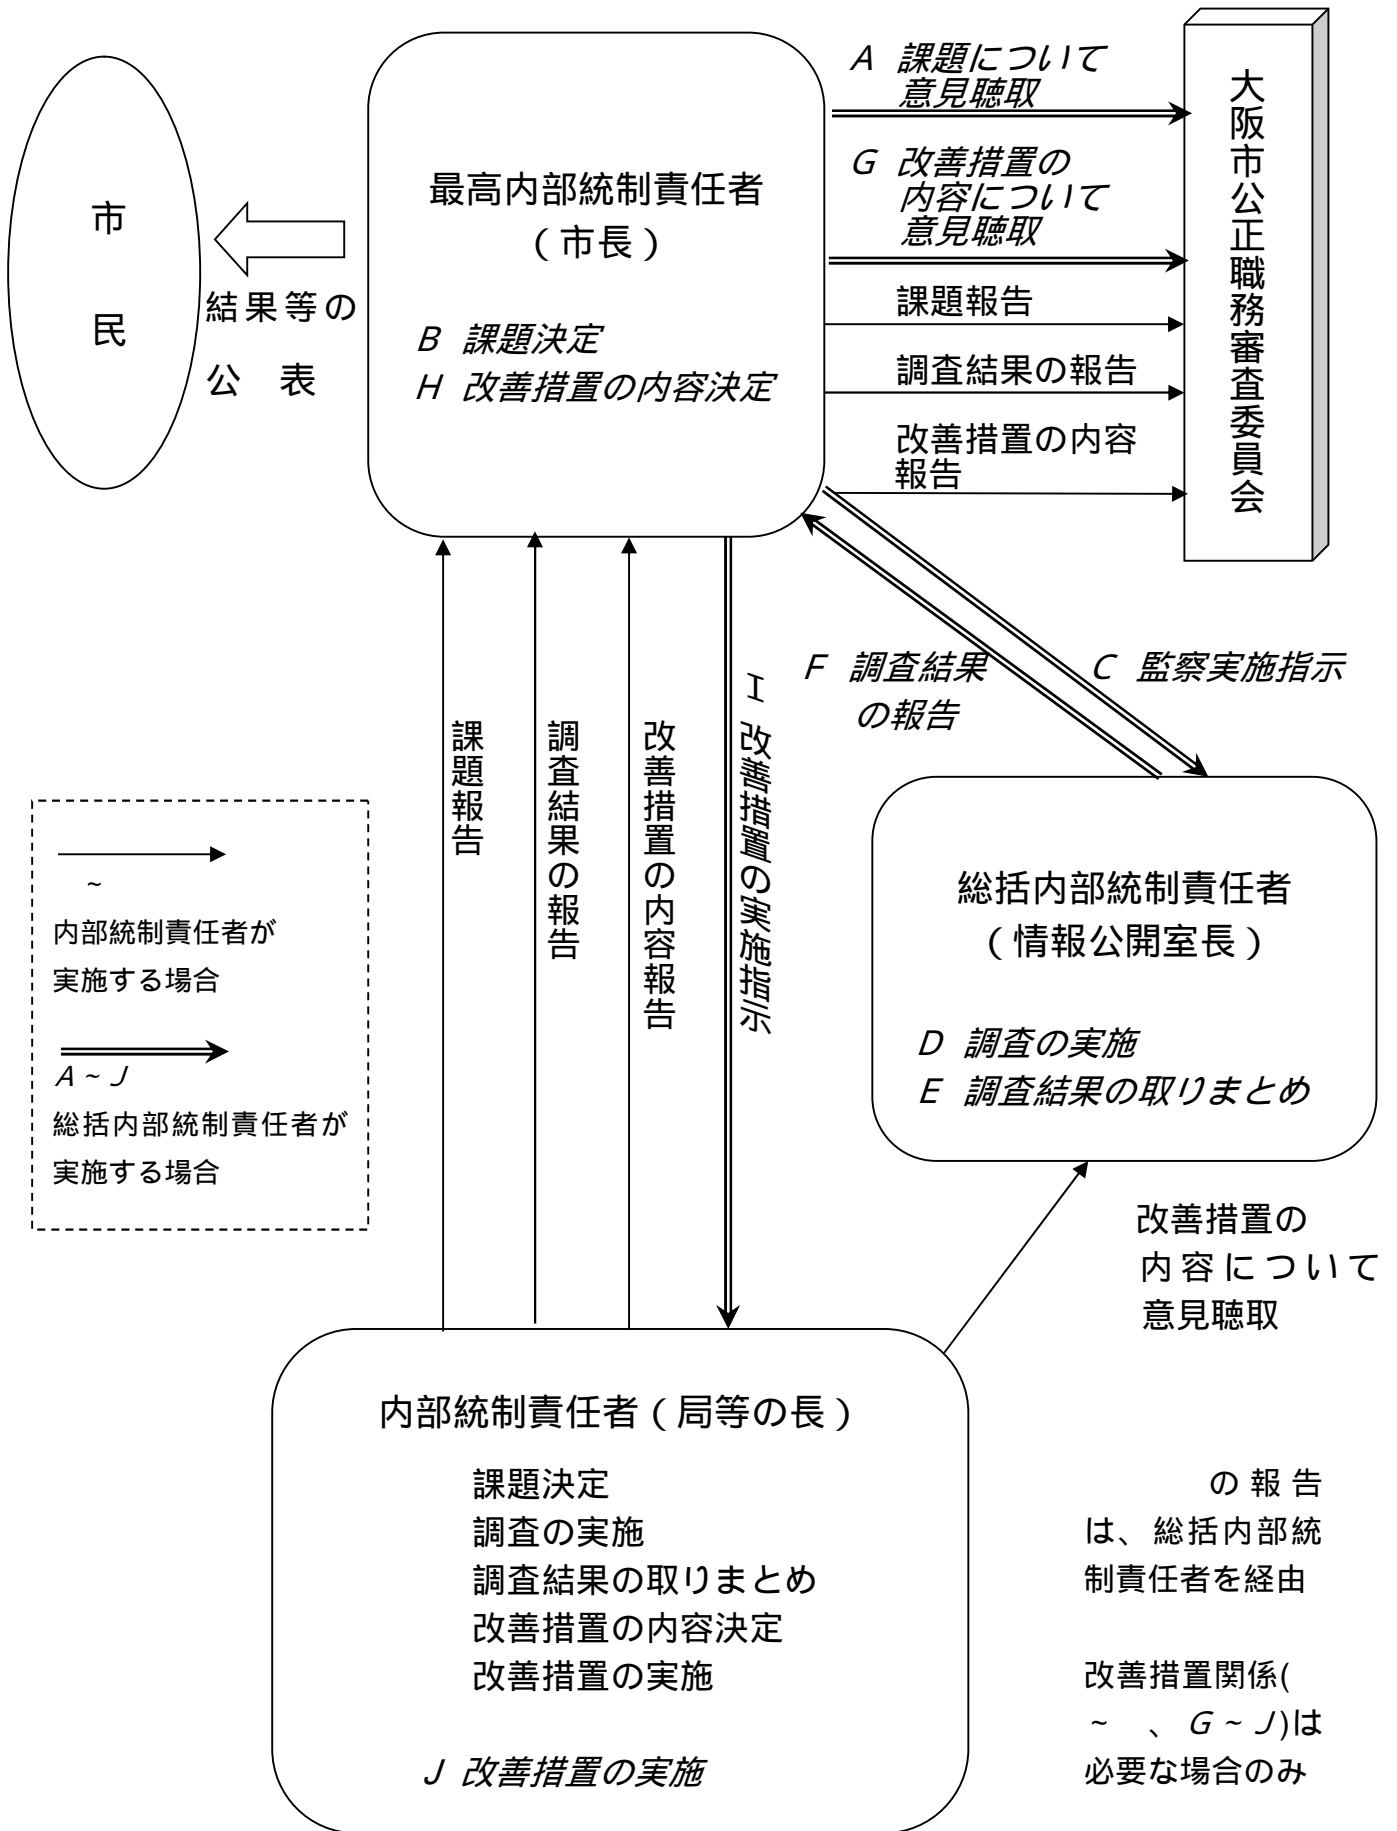 市
民
結果等の
公 表
最高内部統制責任者
(市長)
B 課題決定
H 改善措置の内容決定
A 課題について
意見聴取
G 改善措置の
内容について
意見聴取
課題報告
調査結果の報告
改善措置の内容
報告
大阪市公正職務審査委員会
課題報告
調査結果の報告
改善措置の内容報告
I 改善措置の実施指示
F 調査結果
の報告
C 監察実施指示
総括内部統制責任者
(情報公開室長)
D 調査の実施
E 調査結果の取りまとめ
~
内部統制責任者が
実施する場合
A~J
総括内部統制責任者が
実施する場合
改善措置の
内容について
意見聴取
内部統制責任者(局等の長)
課題決定
調査の実施
調査結果の取りまとめ
改善措置の内容決定
改善措置の実施
J 改善措置の実施
の報告
は、総括内部統
制責任者を経由
改善措置関係(
~ 、G~J)は
必要な場合のみ